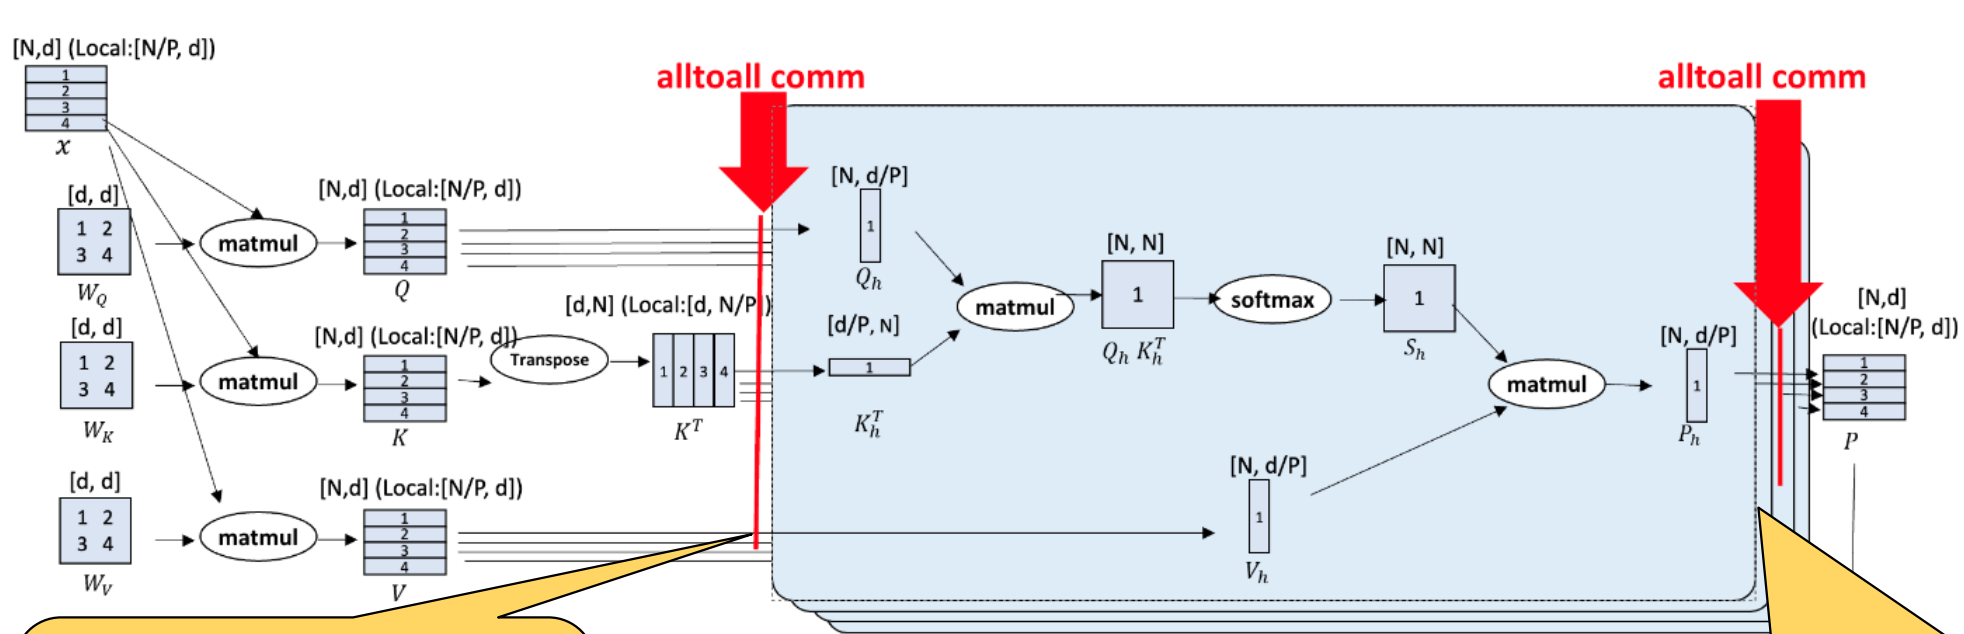 [N,d] (Local:[N/P, d])
1
2
3
4
x
alltoall comm
alltoall comm
[d, d]
1 2
3 4
W_Q
matmul
[N,d] (Local:[N/P, d])
1
2
3
4
Q
[N, d/P]
1
Q_h
[d, d]
1 2
3 4
W_K
matmul
[N,d] (Local:[N/P, d])
1
2
3
4
K
Transpose
[d,N] (Local:[d, N/P])
1 2 3 4
K^T
[d/P, N]
1
K_h^T
matmul
[N, N]
1
Q_h K_h^T
softmax
[N, N]
1
S_h
matmul
[N, d/P]
1
P_h
[N,d]
(Local:[N/P, d])
1
2
3
4
P
[d, d]
1 2
3 4
W_V
matmul
[N,d] (Local:[N/P, d])
1
2
3
4
V
[N, d/P]
1
V_h